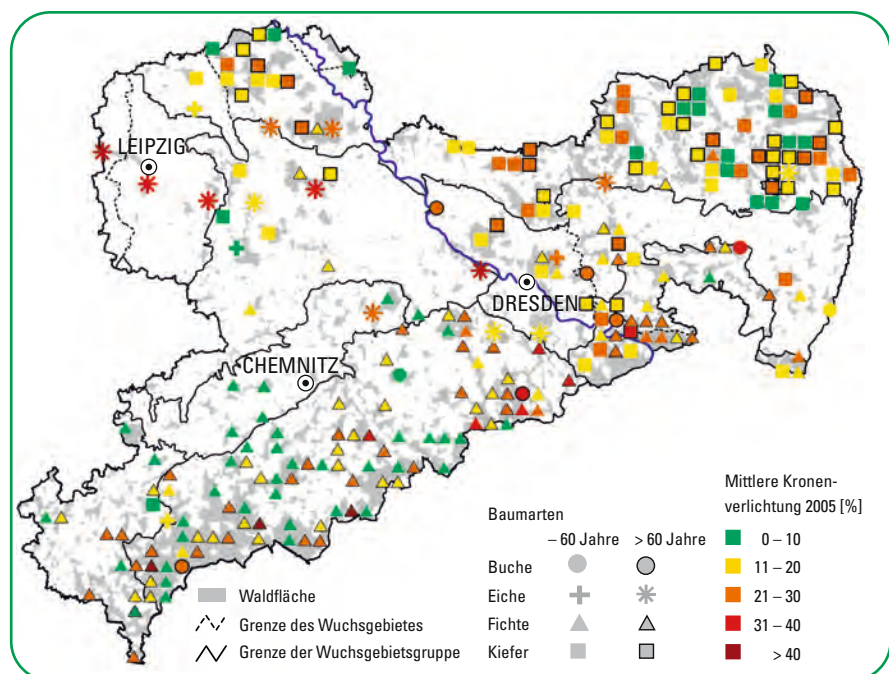 LEIPZIG
DRESDEN
CHEMNITZ
Waldfläche
Grenze des Wuchsgebietes
Grenze der Wuchsgebietsgruppe
Baumarten
– 60 Jahre > 60 Jahre
Buche
Eiche
Fichte
Kiefer
Mittlere Kronen-
verlichtung 2005 [%]
0 – 10
11 – 20
21 – 30
31 – 40
> 40